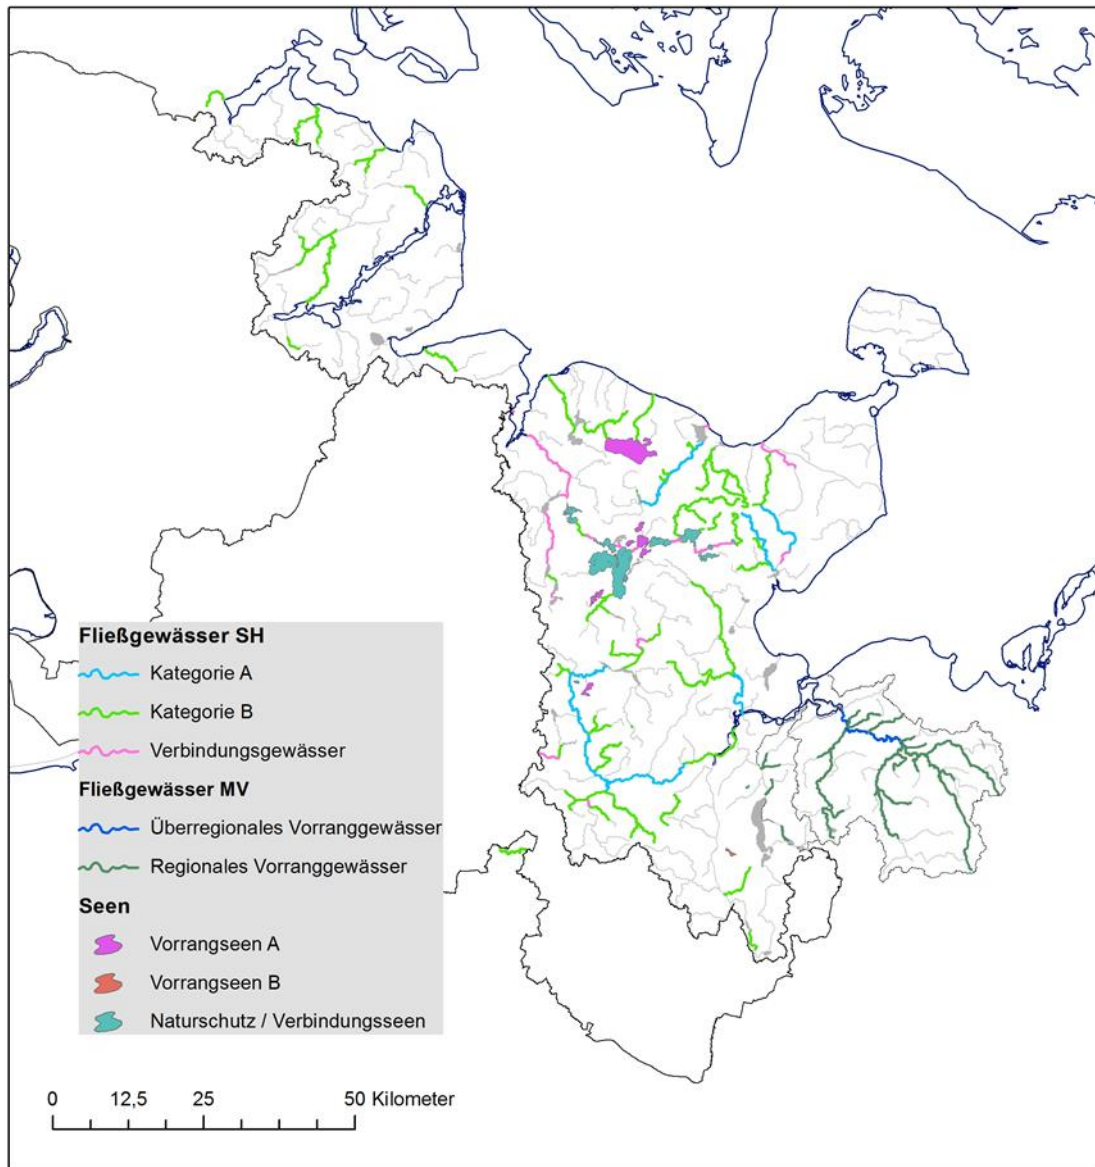 Fließgewässer SH
Kategorie A
Kategorie B
Verbindungsgewässer
Fließgewässer MV
Überregionales Vorranggewässer
Regionales Vorranggewässer
Seen
Vorrangseen A
Vorrangseen B
Naturschutz / Verbindungsseen
0 12,5 25 50 Kilometer